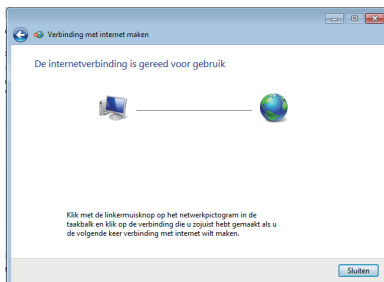 Verbinding met internet maken
De internetverbinding is gereed voor gebruik
Klik met de linkermuisknop op het netwerkpictogram in de
taakbalk en klik op de verbinding die u zojuist hebt gemaakt als u
de volgende keer verbinding met internet wilt maken.
Sluiten